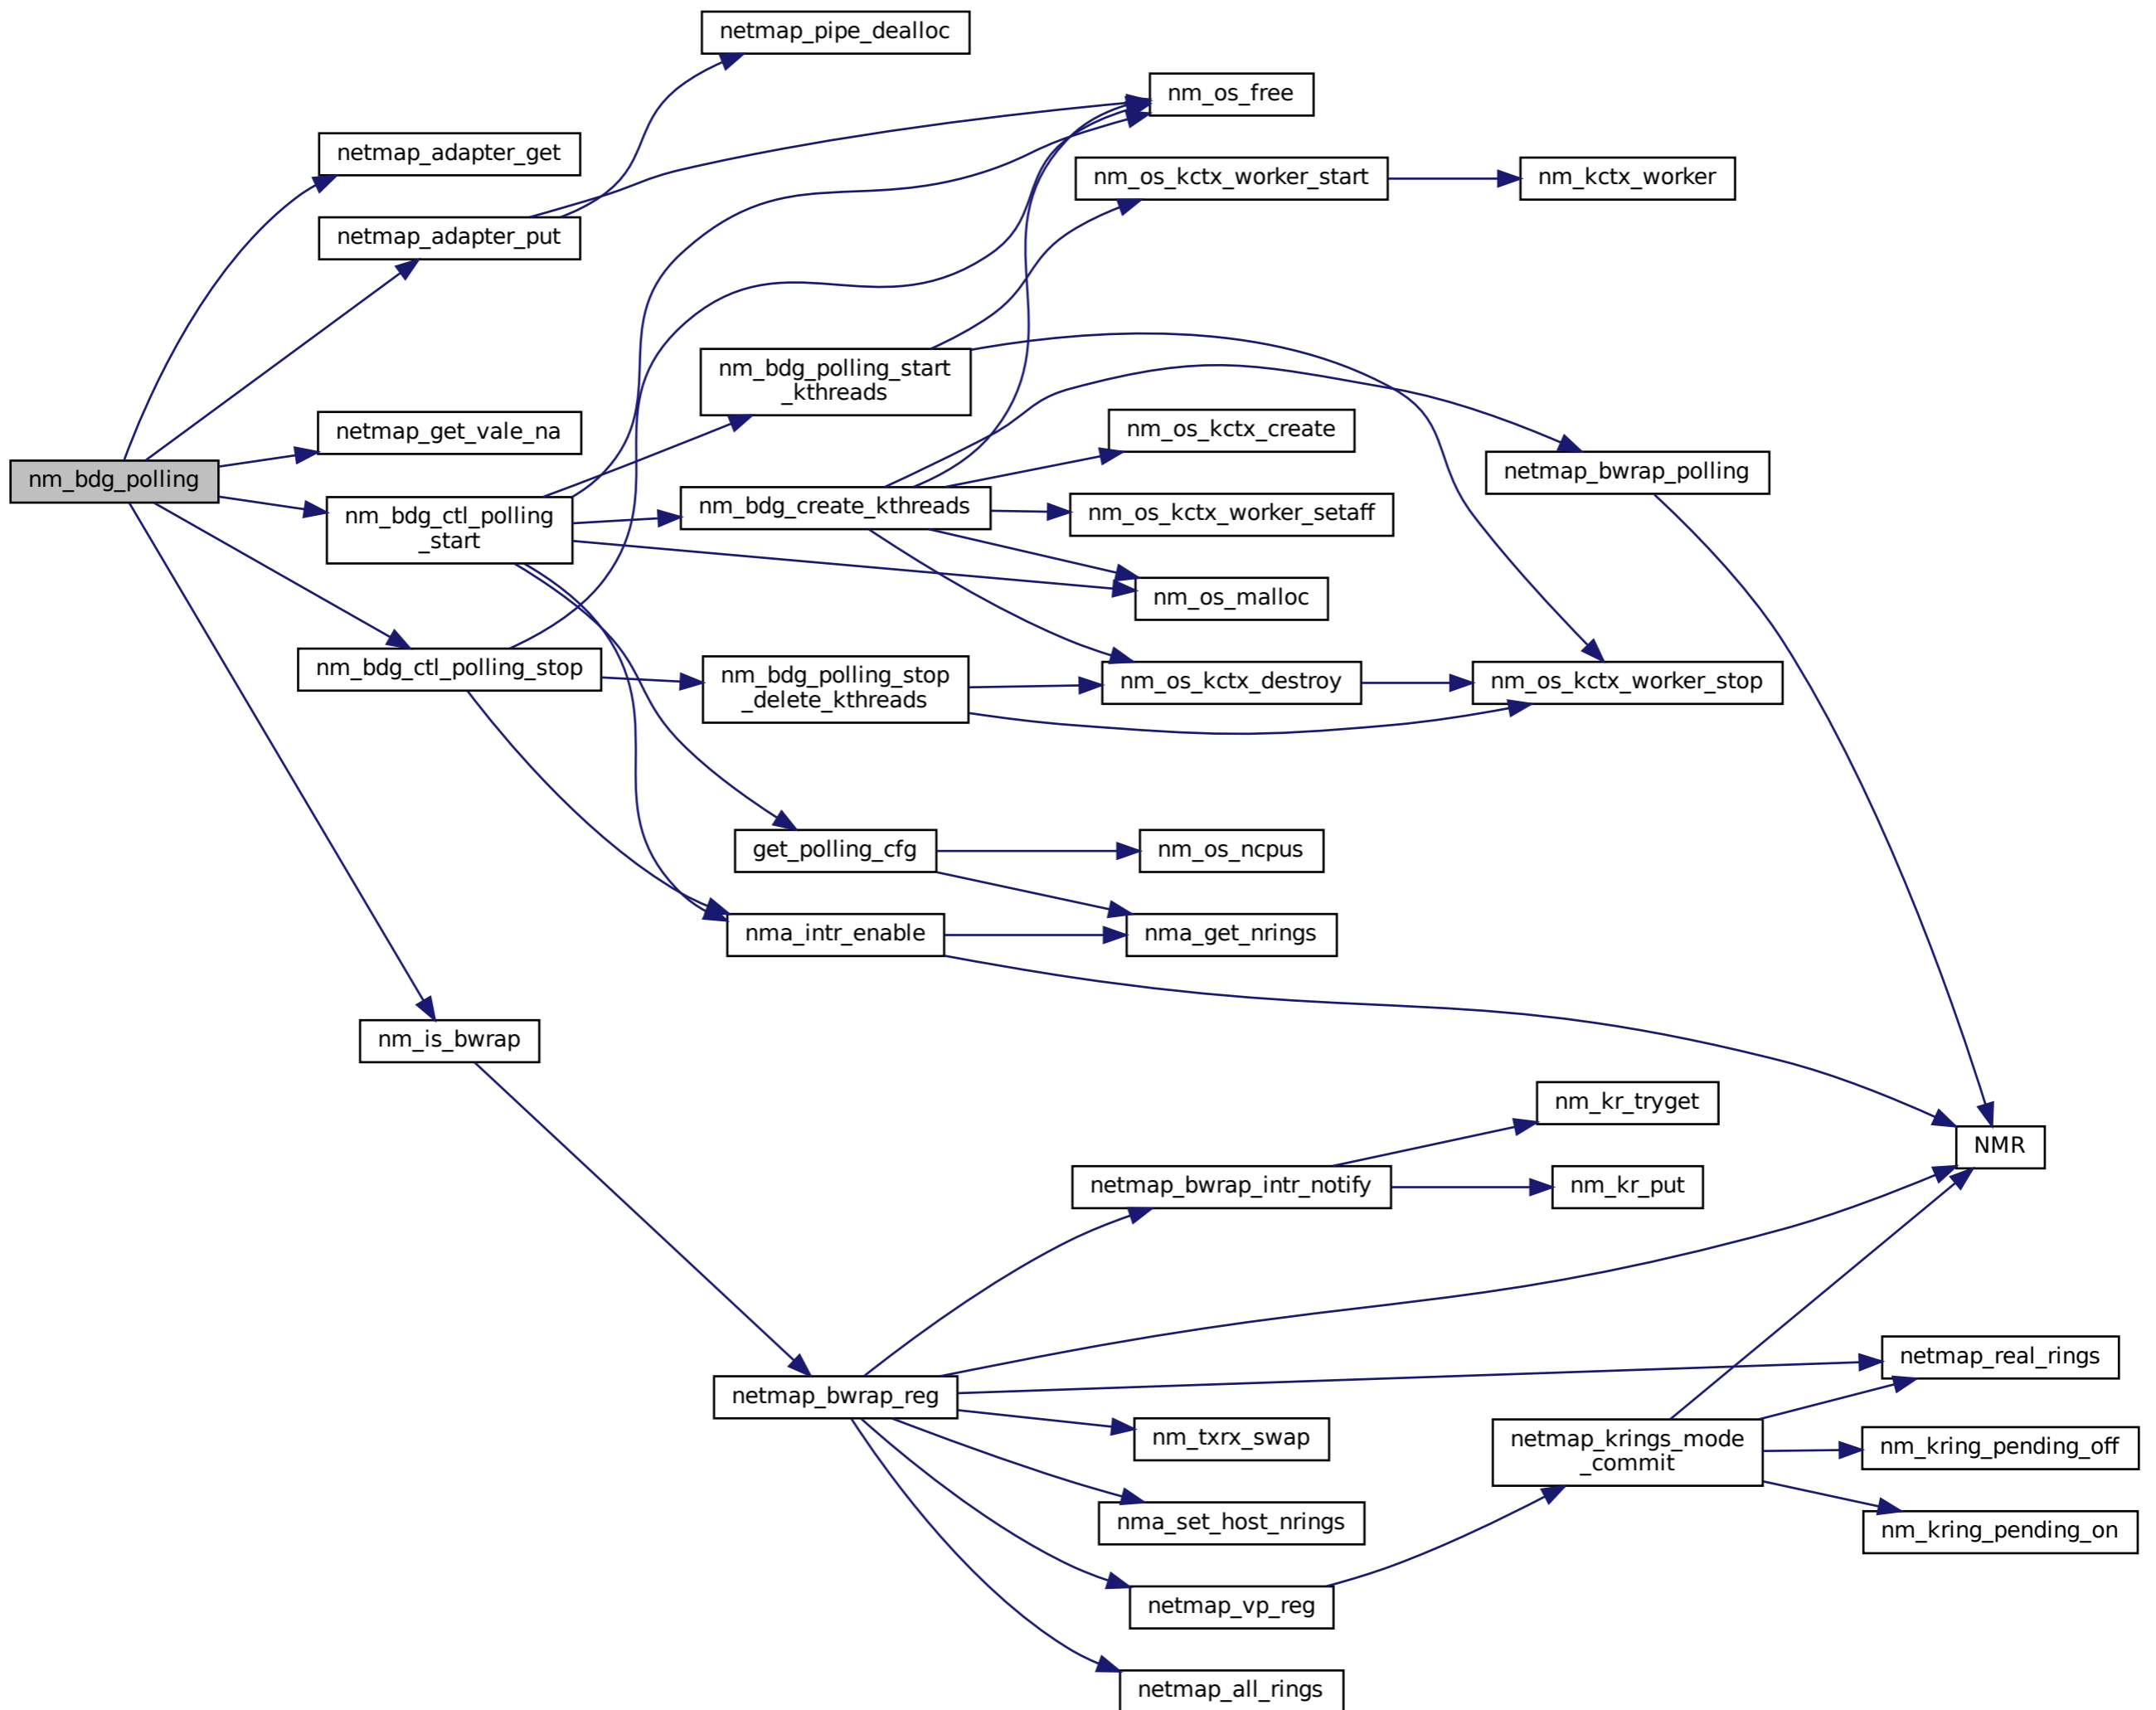 netmap_pipe_dealloc
nm_os_free
netmap_adapter_get
nm_os_kctx_worker_start
nm_kctx_worker
netmap_adapter_put
nm_bdg_polling_start
_kthreads
netmap_get_vale_na
nm_os_kctx_create
netmap_bwrap_polling
nm_bdg_polling
nm_bdg_ctl_polling
_start
nm_bdg_create_kthreads
nm_os_kctx_worker_setaff
nm_os_malloc
nm_bdg_ctl_polling_stop
nm_bdg_polling_stop
_delete_kthreads
nm_os_kctx_destroy
nm_os_kctx_worker_stop
get_polling_cfg
nm_os_ncpus
nma_intr_enable
nma_get_nrings
nm_is_bwrap
nm_kr_tryget
NMR
netmap_bwrap_intr_notify
nm_kr_put
netmap_real_rings
netmap_bwrap_reg
nm_txrx_swap
netmap_krings_mode
_commit
nm_kring_pending_off
nma_set_host_nrings
nm_kring_pending_on
netmap_vp_reg
netmap_all_rings